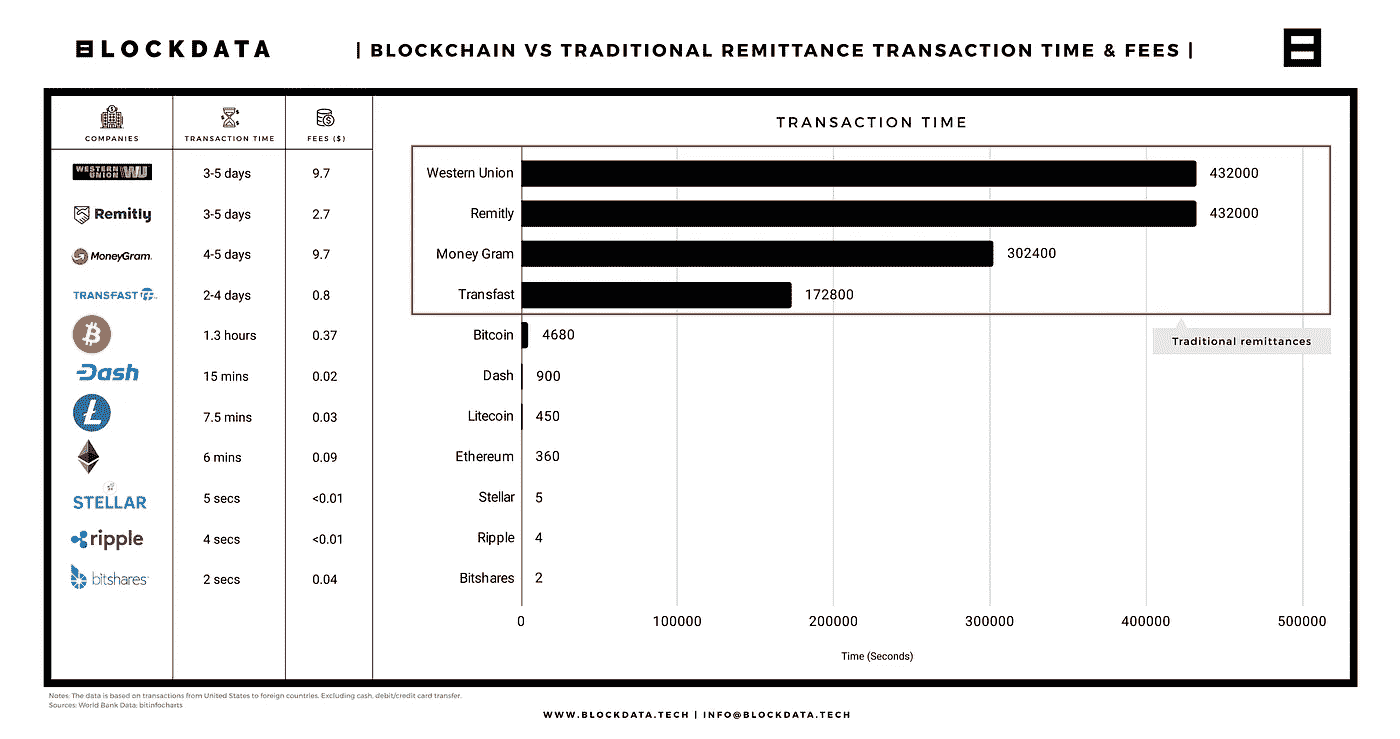 BLOCKDATA
| BLOCKCHAIN VS TRADITIONAL REMITTANCE TRANSACTION TIME & FEES |
COMPANIES TRANSACTION TIME FEES ($)
WESTERN UNION WU 3-5 days 9.7
Remitly 3-5 days 2.7
MoneyGram. 4-5 days 9.7
TRANSFAST TF 2-4 days 0.8
1.3 hours 0.37
Dash 15 mins 0.02
7.5 mins 0.03
6 mins 0.09
STELLAR 5 secs <0.01
ripple 4 secs <0.01
bitshares 2 secs 0.04
TRANSACTION TIME
Western Union 432000
Remitly 432000
Money Gram 302400
Transfast 172800
Bitcoin 4680
Traditional remittances
Dash 900
Litecoin 450
Ethereum 360
Stellar 5
Ripple 4
Bitshares 2
0 100000 200000 300000 400000 500000
Time (Seconds)
Notes: The data is based on transactions from United States to foreign countries. Excluding cash, debit/credit card transfer.
Sources: World Bank Data; bitinfocharts
WWW.BLOCKDATA.TECH | INFO@BLOCKDATA.TECH